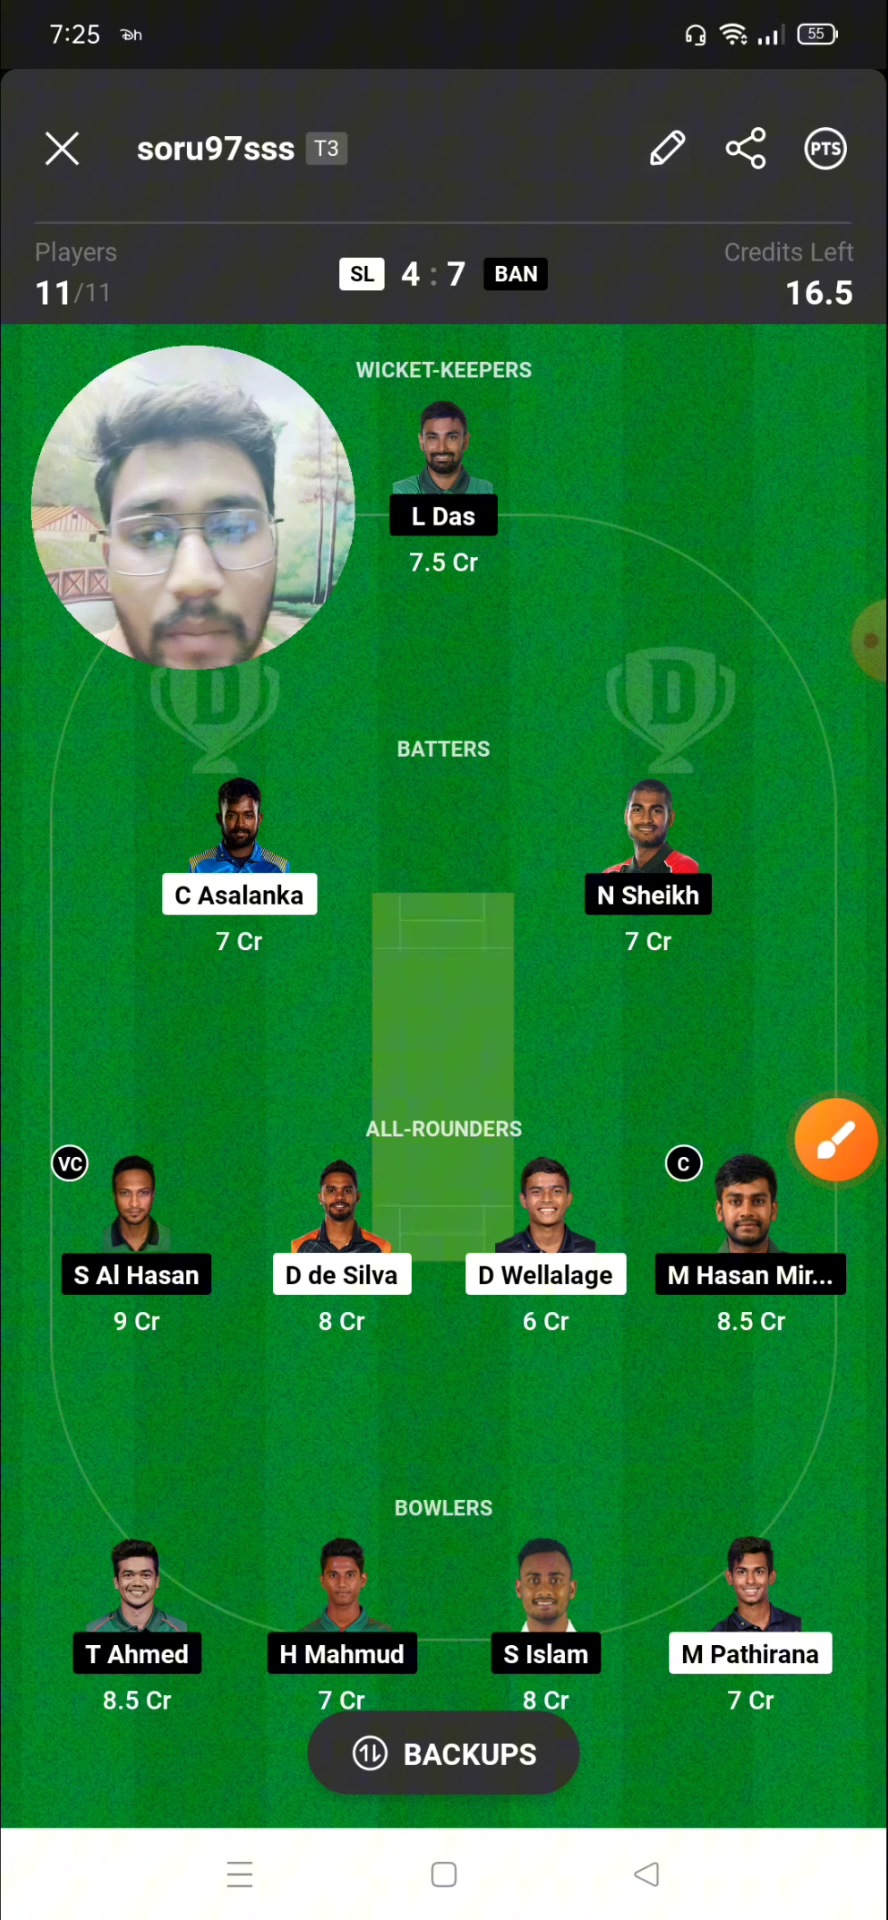 7:25 Dh 55
soru97sss T3 PTS
Players Credits Left
11/11 SL 4 : 7 BAN 16.5
WICKET-KEEPERS
L Das
7.5 Cr
D D
BATTERS
C Asalanka N Sheikh
7 Cr 7 Cr
ALL-ROUNDERS
VC C
S Al Hasan D de Silva D Wellalage M Hasan Mir...
9 Cr 8 Cr 6 Cr 8.5 Cr
BOWLERS
T Ahmed H Mahmud S Islam M Pathirana
8.5 Cr 7 Cr 8 Cr 7 Cr
BACKUPS